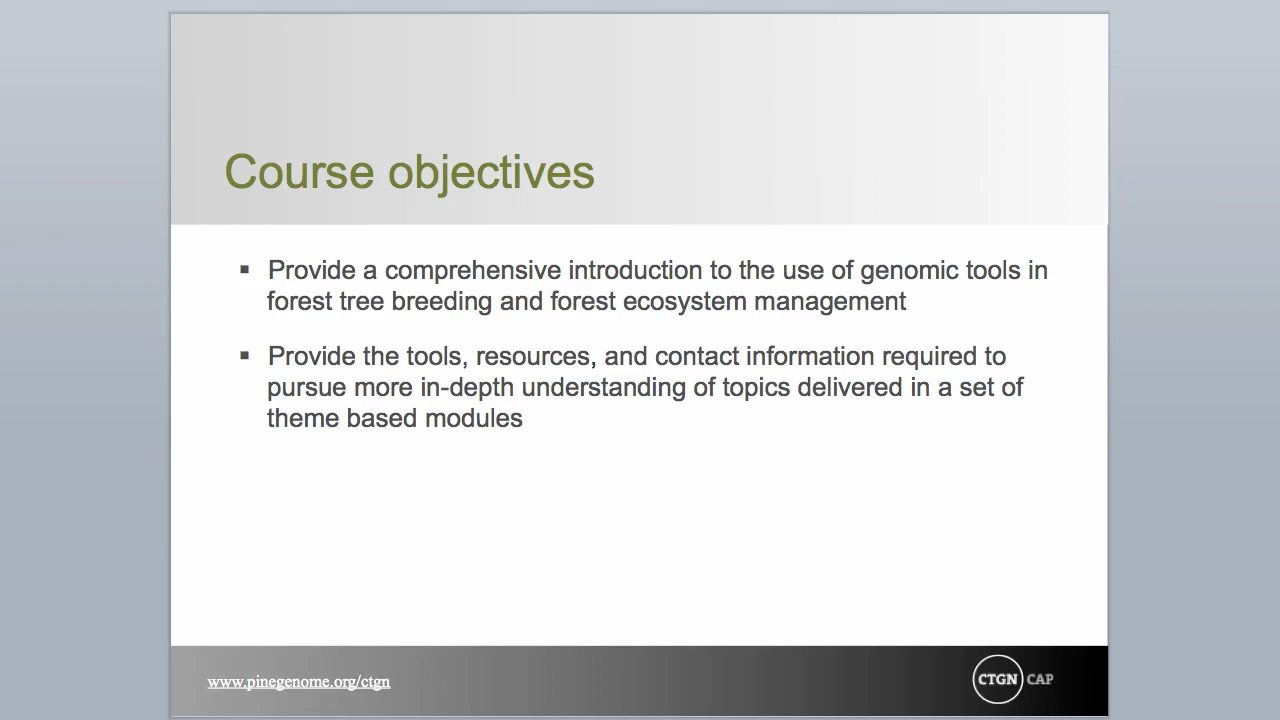 Course objectives
▪ Provide a comprehensive introduction to the use of genomic tools in
forest tree breeding and forest ecosystem management
▪ Provide the tools, resources, and contact information required to
pursue more in-depth understanding of topics delivered in a set of
theme based modules
www.pinegenome.org/ctgn
CTGN CAP